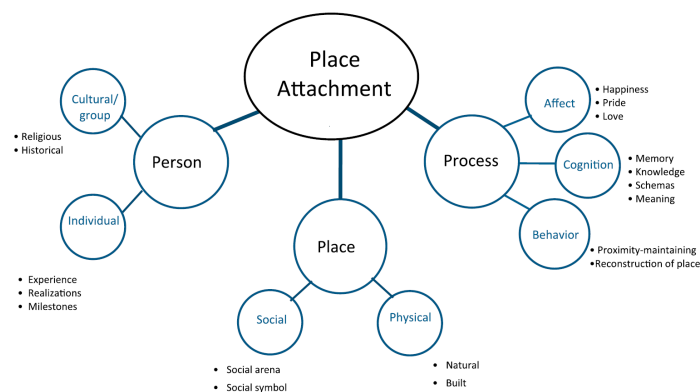 Place
Attachment
Cultural/
group
• Religious
• Historical
Person
Individual
• Experience
• Realizations
• Milestones
Place
Social
• Social arena
• Social symbol
Physical
• Natural
• Built
Process
Affect
• Happiness
• Pride
• Love
Cognition
• Memory
• Knowledge
• Schemas
• Meaning
Behavior
• Proximity-maintaining
•Reconstruction of place